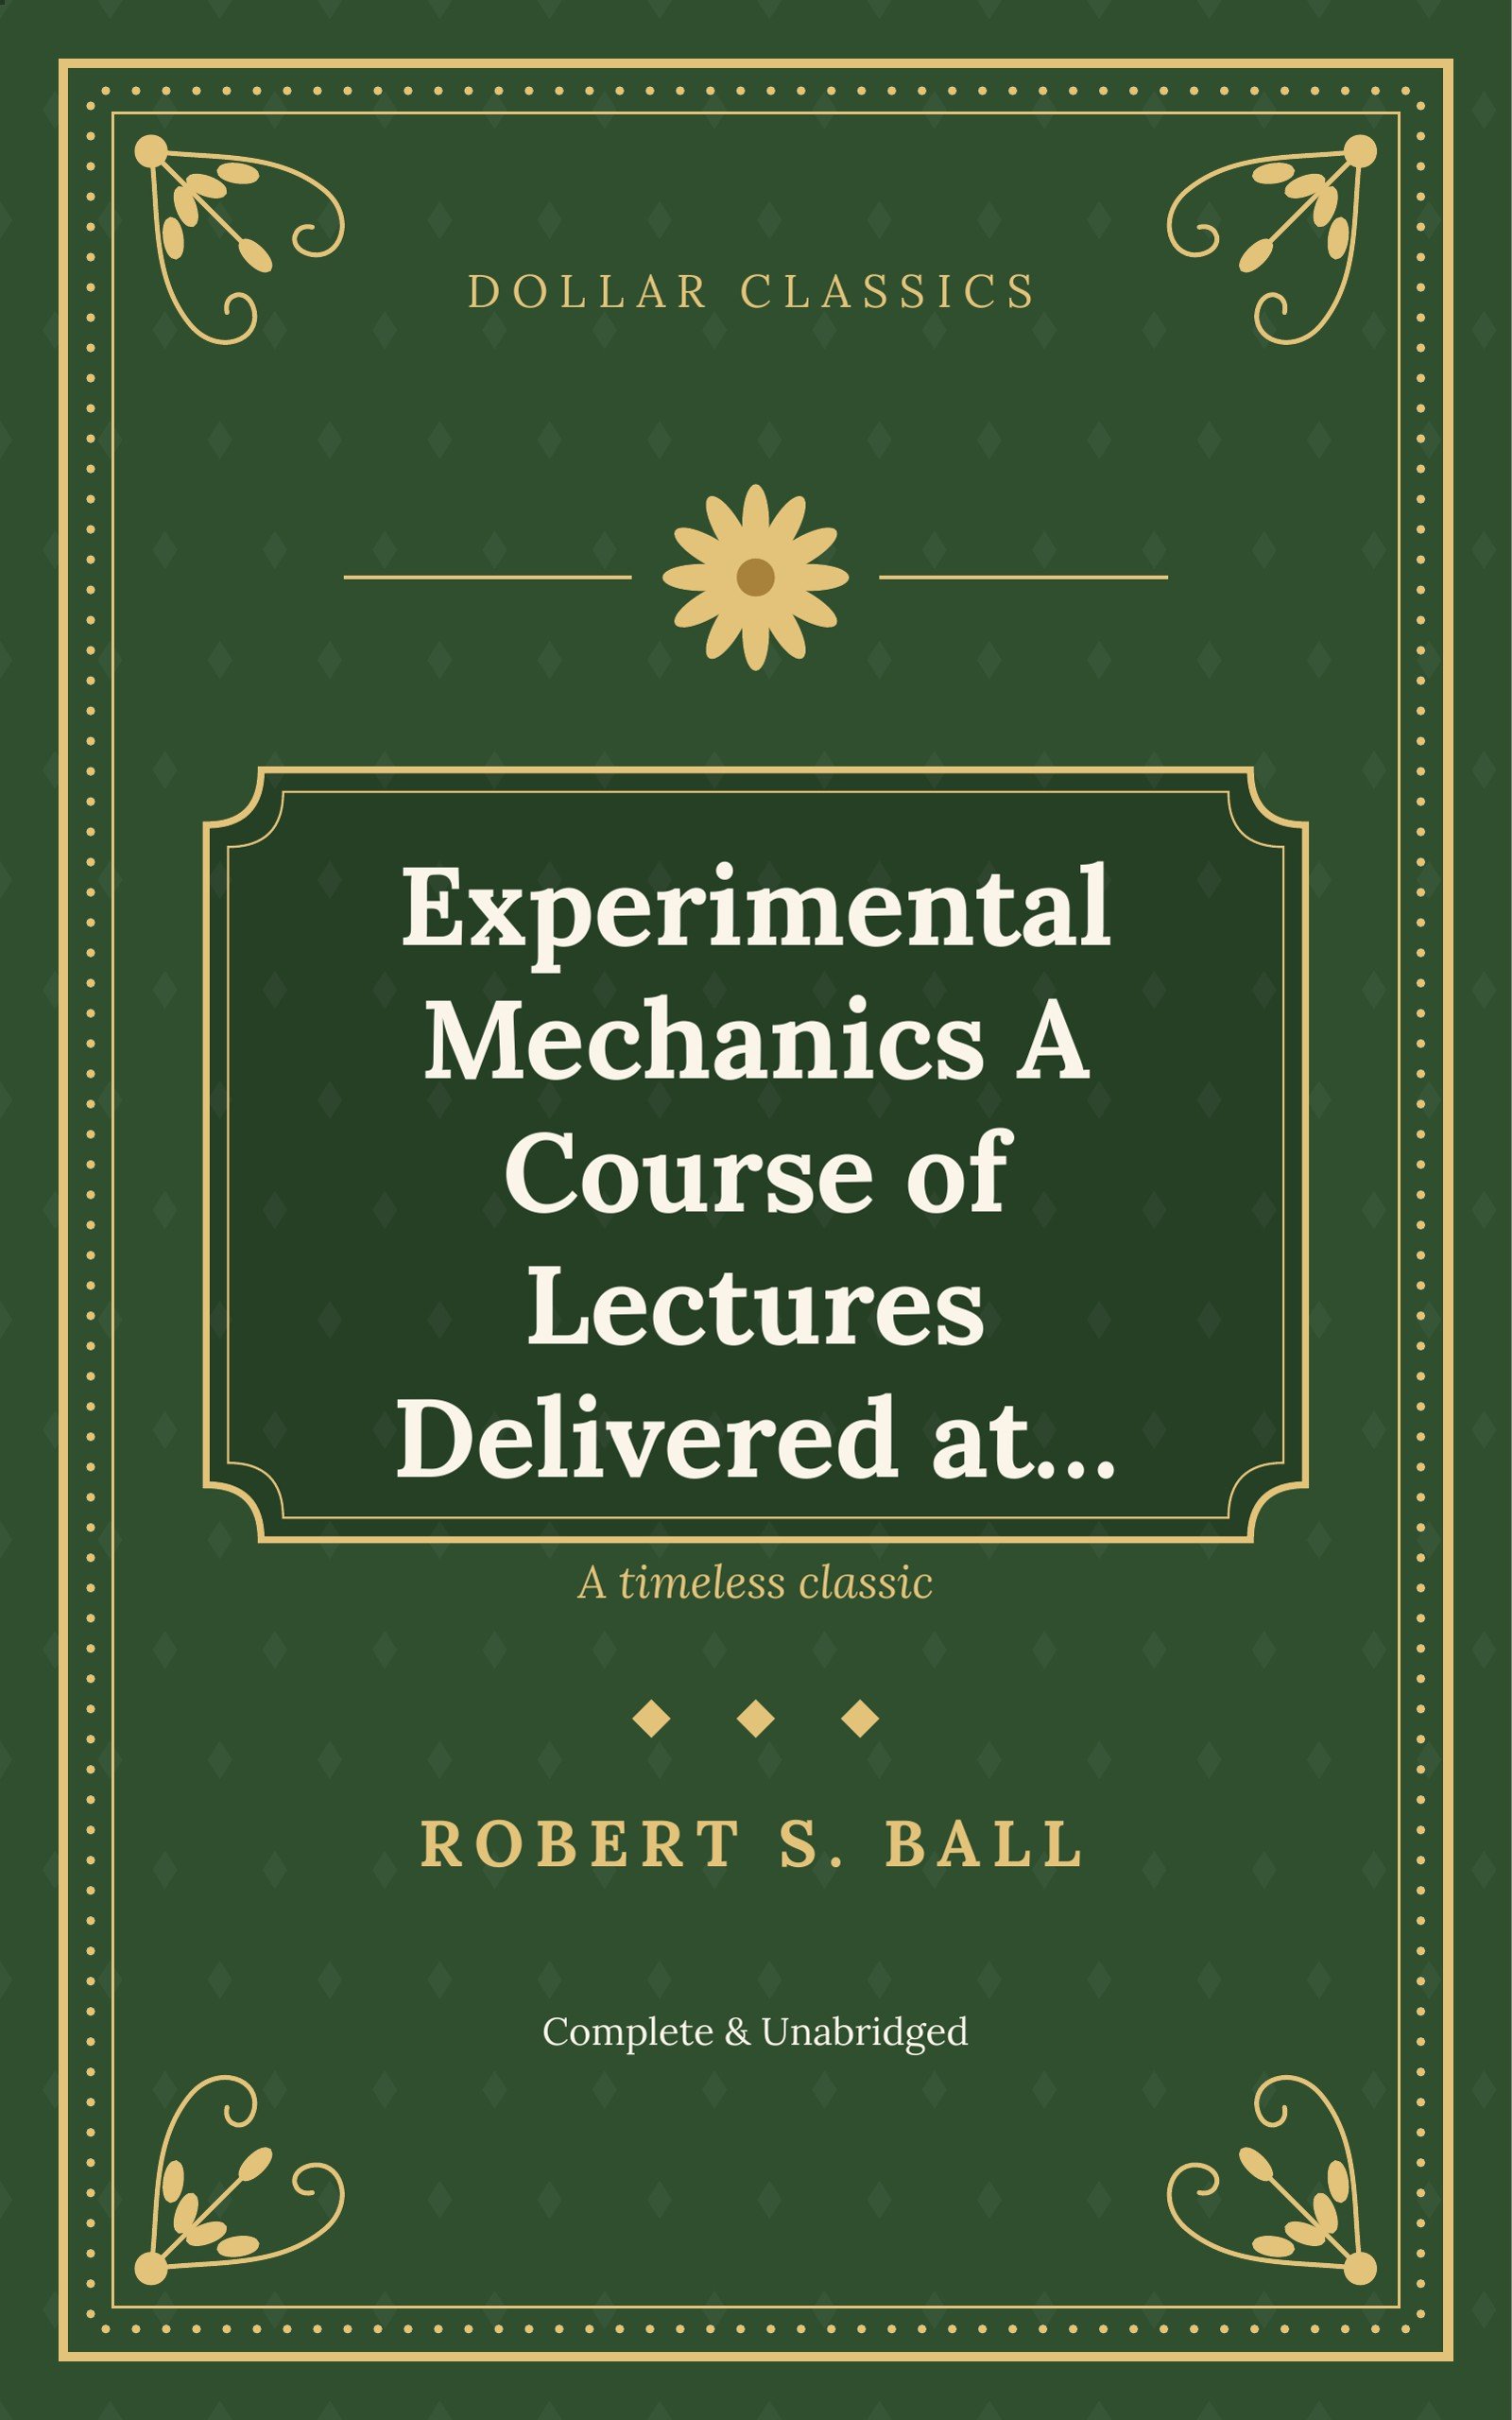 DOLLAR CLASSICS
Experimental
Mechanics A
Course of
Lectures
Delivered at...
A timeless classic
ROBERT S. BALL
Complete & Unabridged